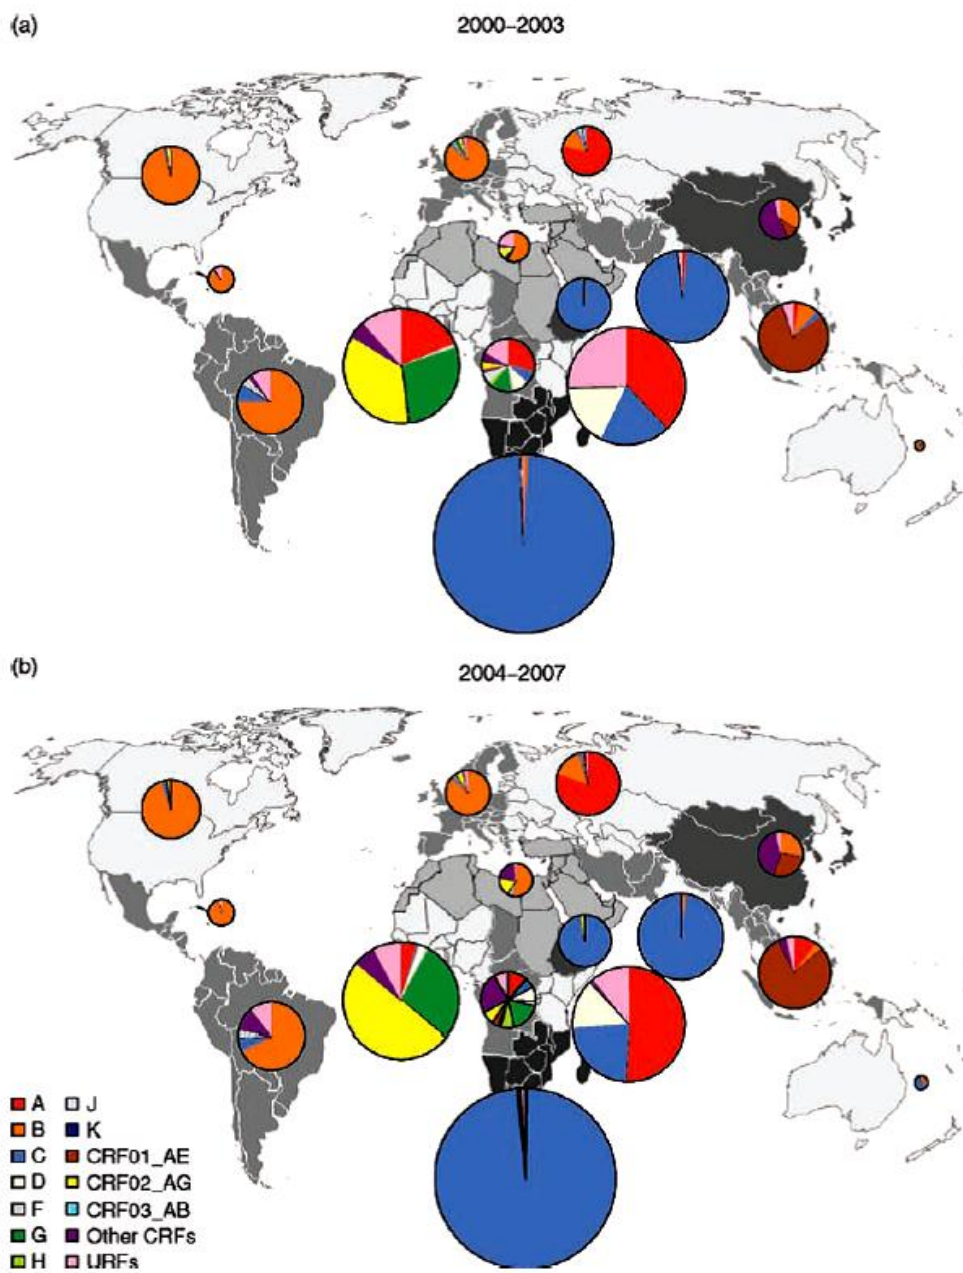 (a)
2000–2003
(b)
2004–2007
A J
B K
C CRF01_AE
D CRF02_AG
F CRF03_AB
G Other CRFs
H URFs